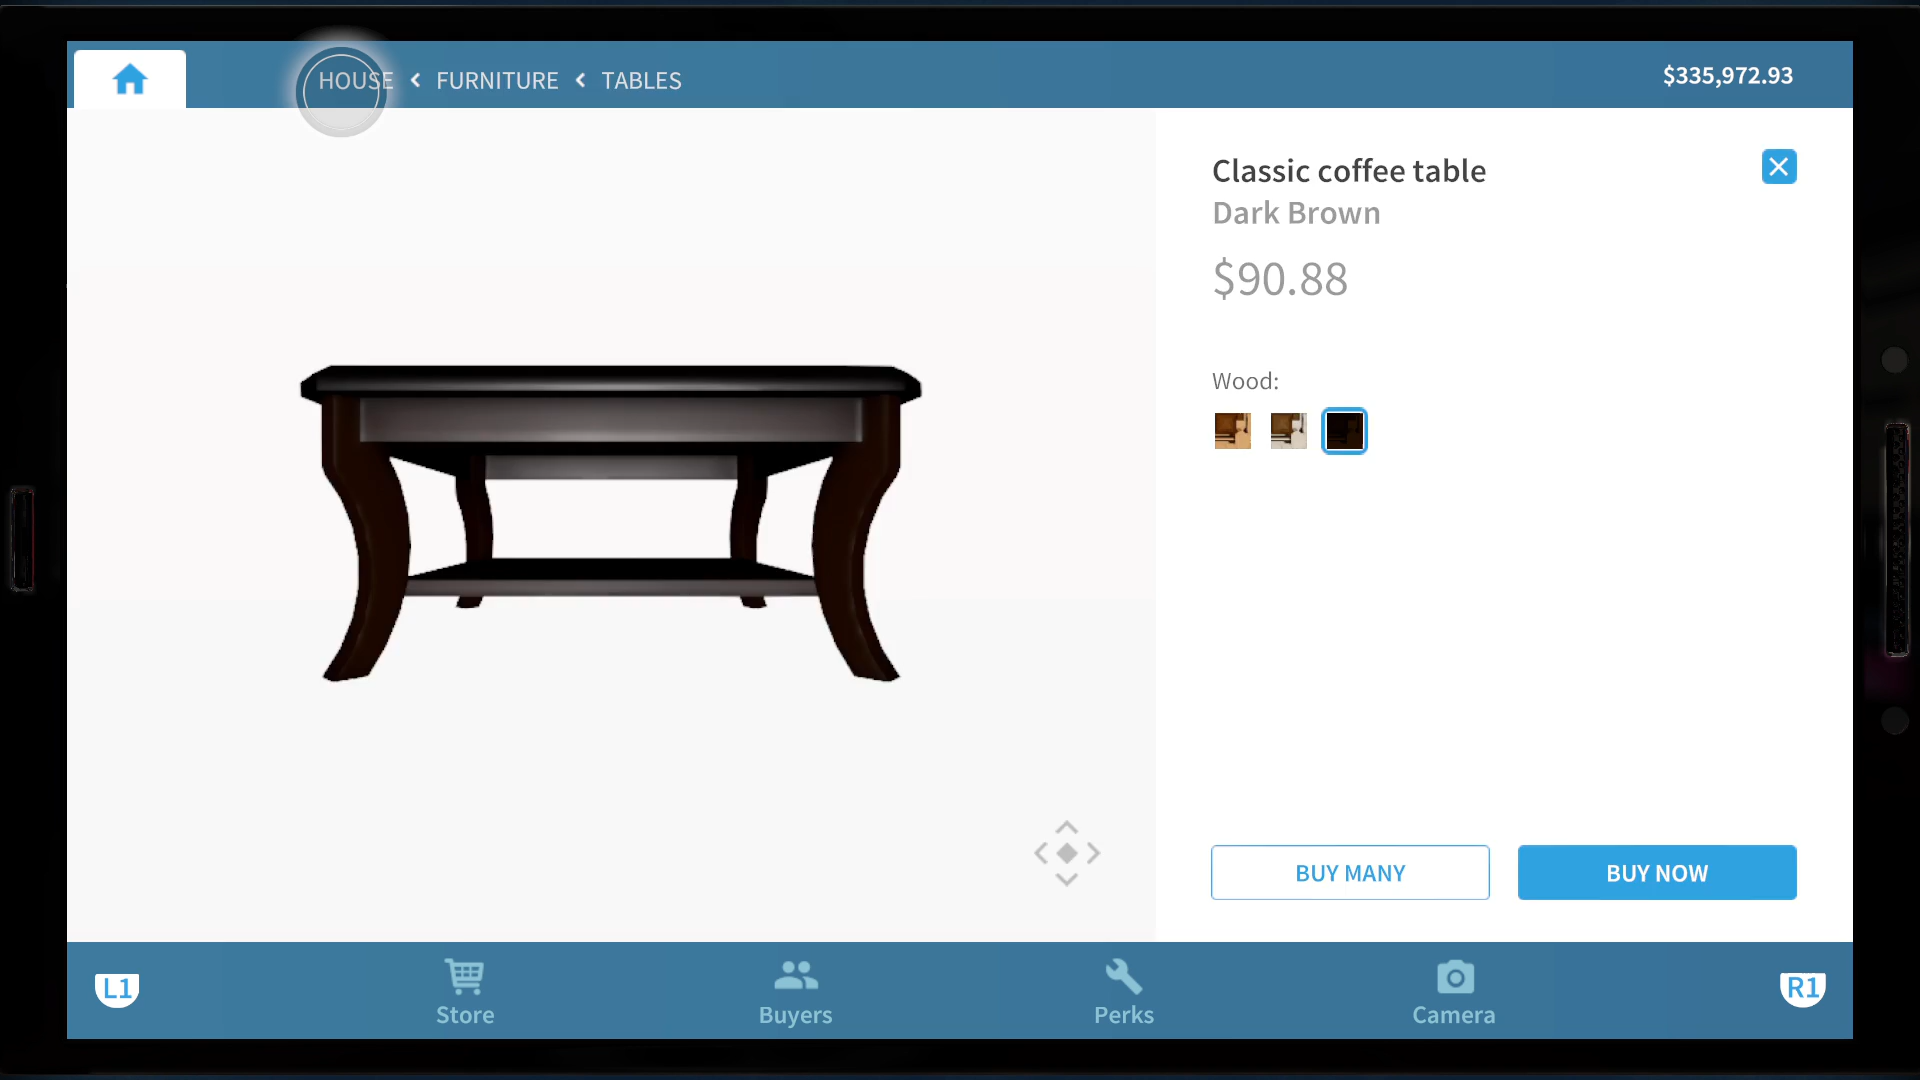 HOUSE < FURNITURE < TABLES
$335,972.93
Classic coffee table
Dark Brown
$90.88
Wood:
BUY MANY
BUY NOW
L1
Store
Buyers
Perks
Camera
R1